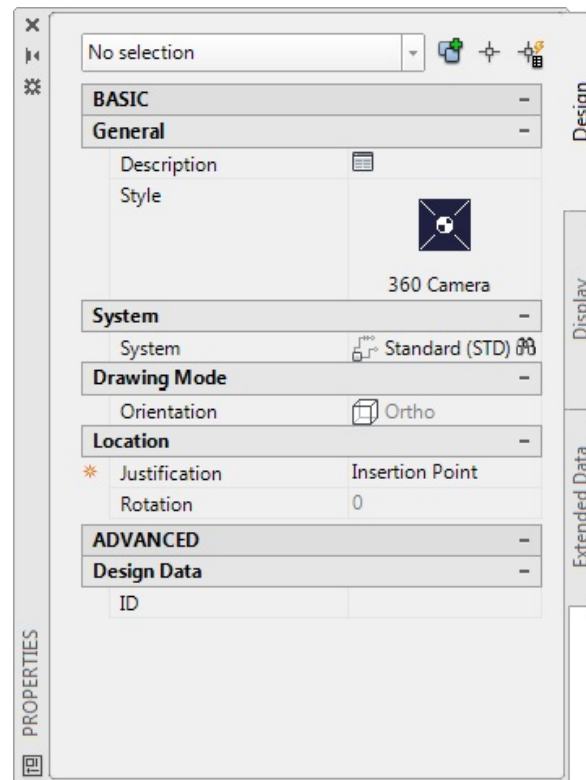 No selection
BASIC
General
Description
Style
360 Camera
System
System Standard (STD)
Drawing Mode
Orientation Ortho
Location
Justification Insertion Point
Rotation 0
ADVANCED
Design Data
ID
Design
Display
Extended Data
PROPERTIES